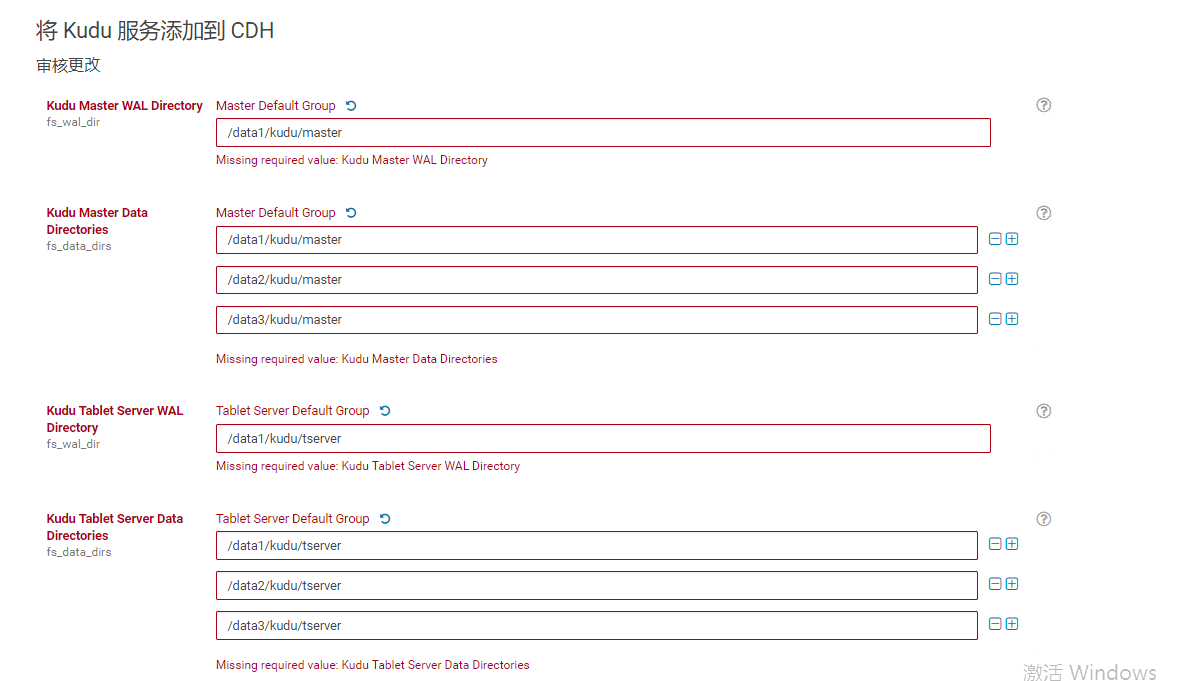 将 Kudu 服务添加到 CDH
审核更改
Kudu Master WAL Directory
fs_wal_dir
Master Default Group
/data1/kudu/master
Missing required value: Kudu Master WAL Directory
Kudu Master Data
Directories
fs_data_dirs
Master Default Group
/data1/kudu/master
/data2/kudu/master
/data3/kudu/master
Missing required value: Kudu Master Data Directories
Kudu Tablet Server WAL
Directory
fs_wal_dir
Tablet Server Default Group
/data1/kudu/tserver
Missing required value: Kudu Tablet Server WAL Directory
Kudu Tablet Server Data
Directories
fs_data_dirs
Tablet Server Default Group
/data1/kudu/tserver
/data2/kudu/tserver
/data3/kudu/tserver
Missing required value: Kudu Tablet Server Data Directories
激活 Windows